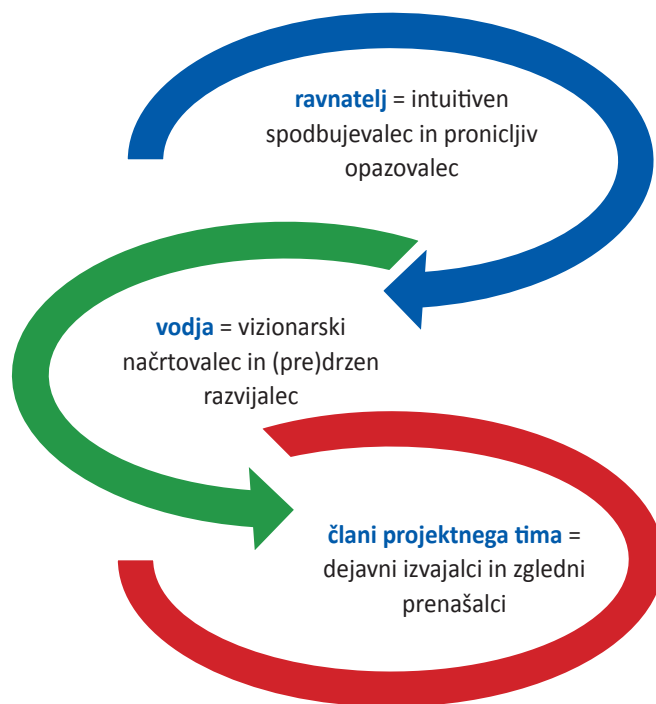 ravnatelj = intuitiven
spodbujevalec in pronicljiv
opazovalec
vodja = vizionarski
načrtovalec in (pre)drzen
razvijalec
člani projektnega tima =
dejavni izvajalci in zgledni
prenašalci